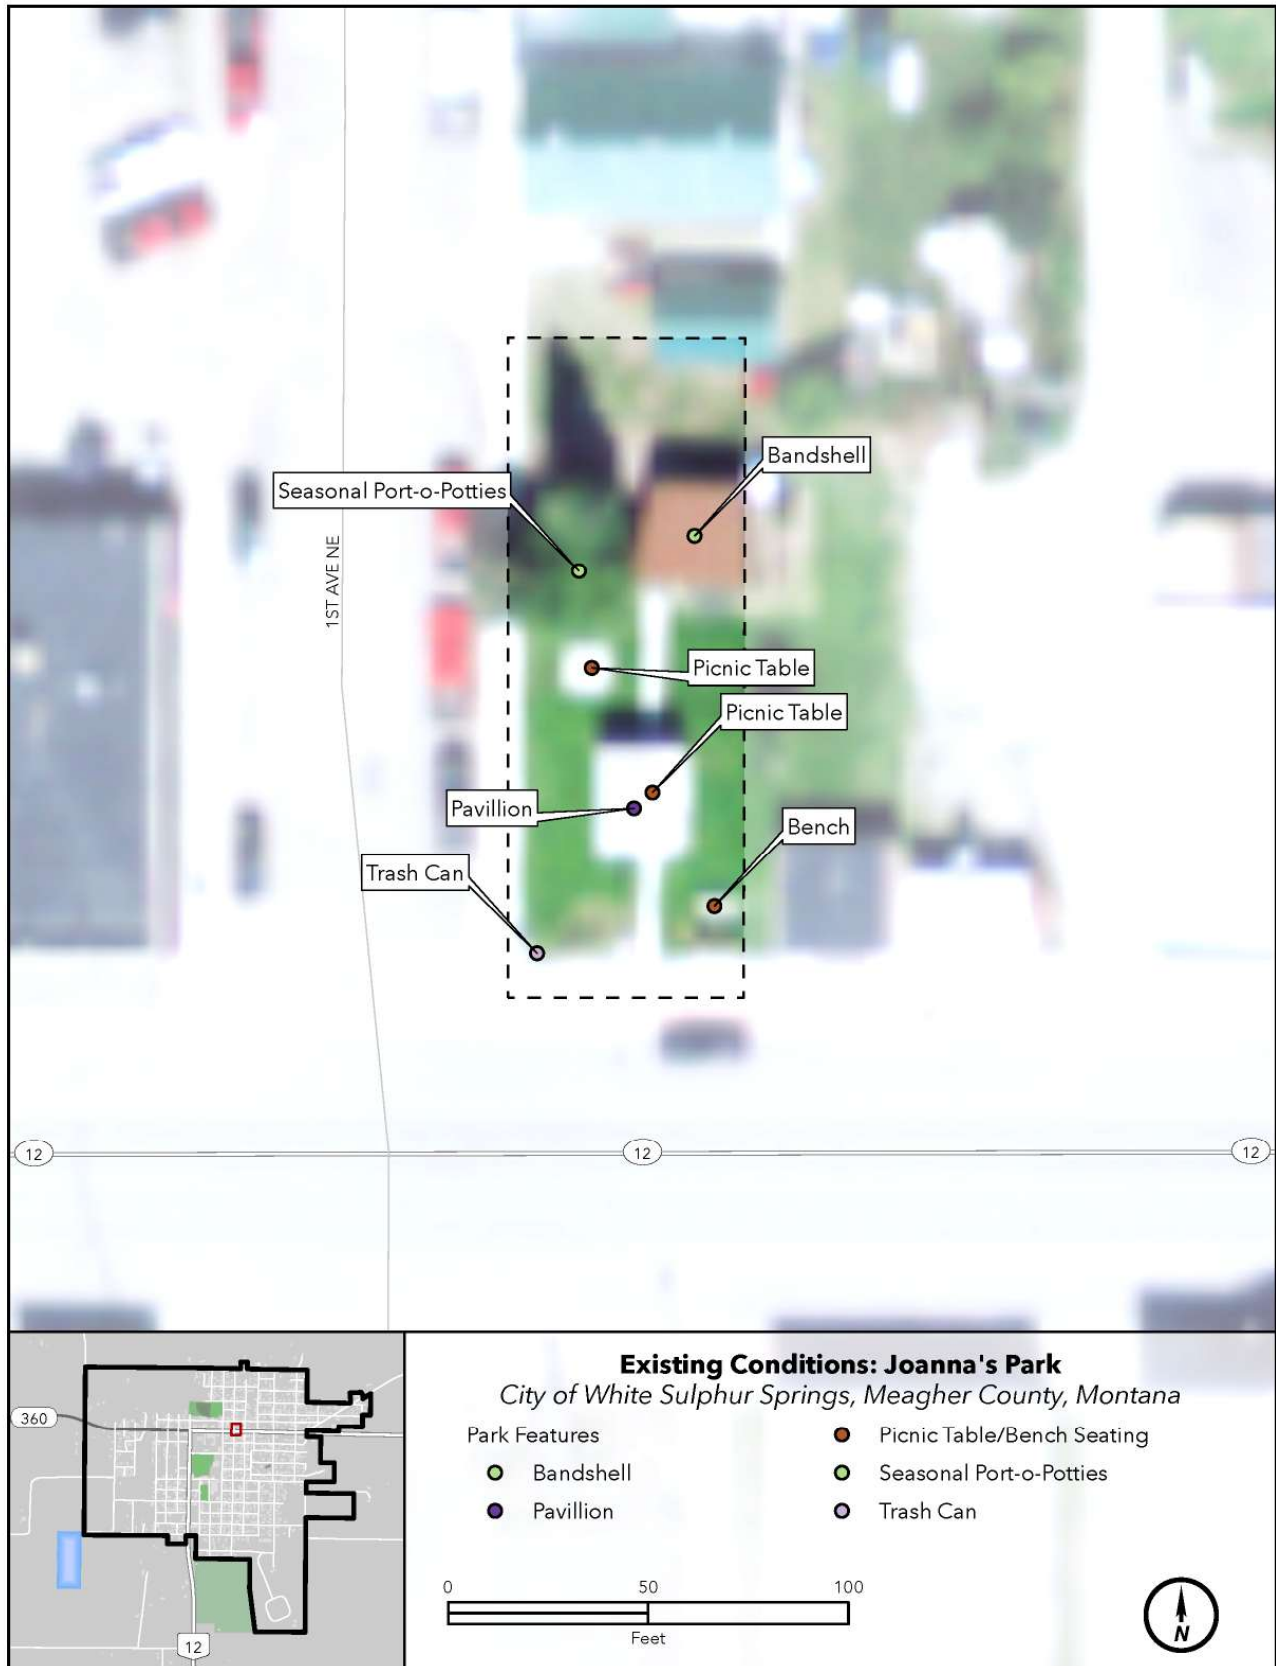 Bandshell
Seasonal Port-o-Potties
1ST AVE NE
Picnic Table
Picnic Table
Pavillion
Bench
Trash Can
12
12
12
360
12
Existing Conditions: Joanna's Park
City of White Sulphur Springs, Meagher County, Montana
Park Features
Bandshell
Pavillion
Picnic Table/Bench Seating
Seasonal Port-o-Potties
Trash Can
0 50 100
Feet
N